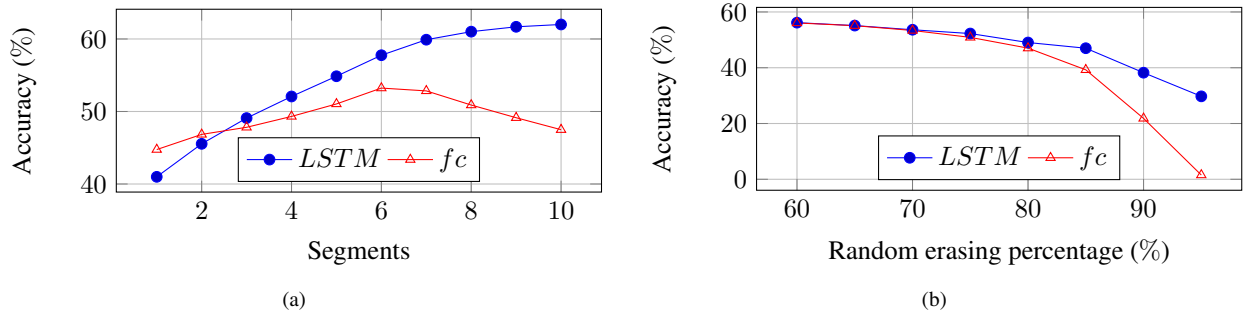 Accuracy (%)
60
50
40
LSTM fc
2 4 6 8 10
Segments
(a)
Accuracy (%)
60
40
20
0
LSTM fc
60 70 80 90
Random erasing percentage (%)
(b)